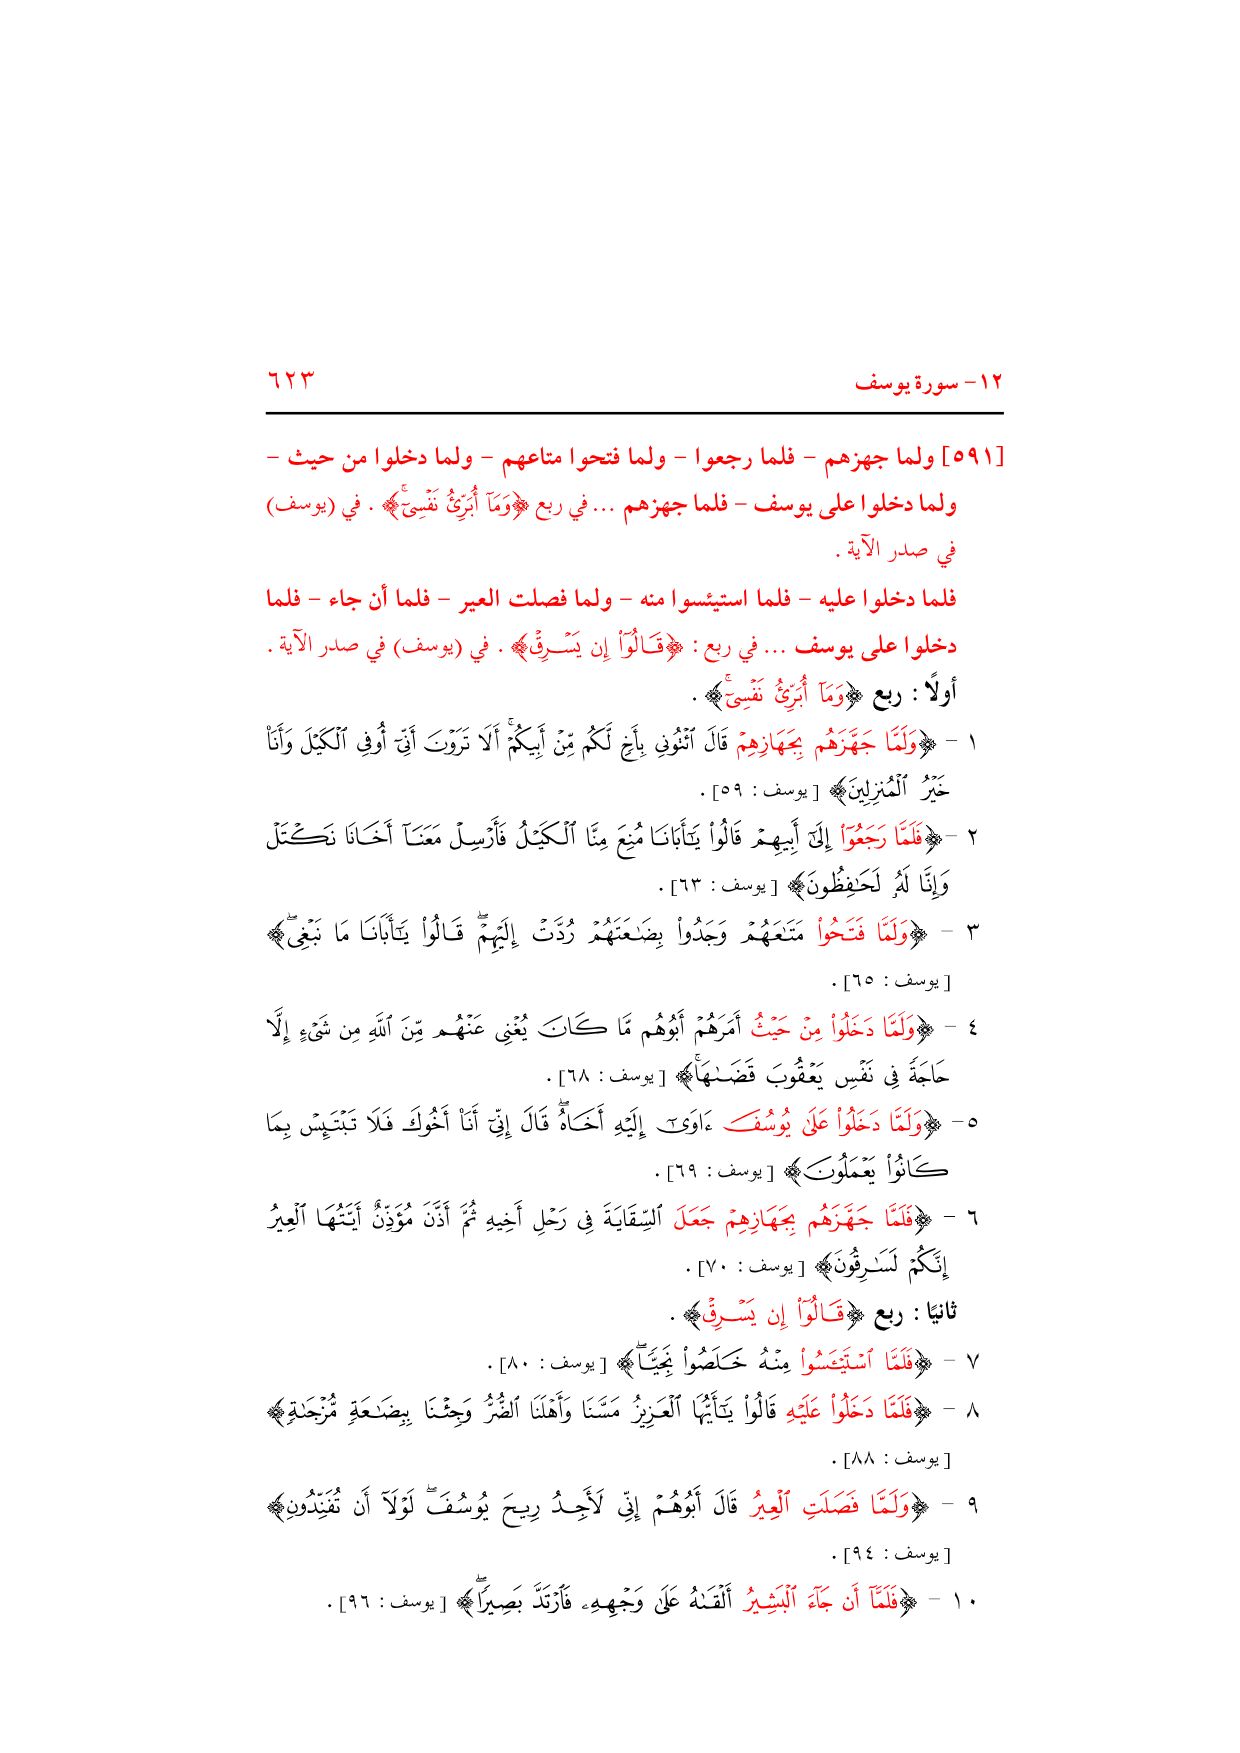 ١٢- سورة يوسف ٦٢٣
[٥٩١] ولما جهزهم – فلما رجعوا – ولما فتحوا متاعهم – ولما دخلوا من حيث –
ولما دخلوا على يوسف – فلما جهزهم ... في ربع ﴿وَمَآ أُبَرِّئُ نَفۡسِيٓۚ﴾ . في (يوسف)
في صدر الآية .
فلما دخلوا عليه – فلما استيئسوا منه – ولما فصلت العير – فلما أن جاء – فلما
دخلوا على يوسف ... في ربع : ﴿قَالُوٓاْ إِن يَسۡرِقۡ﴾ . في (يوسف) في صدر الآية .
أولًا : ربع ﴿وَمَآ أُبَرِّئُ نَفۡسِيٓۚ﴾ .
١ – ﴿وَلَمَّا جَهَّزَهُم بِجَهَازِهِمۡ قَالَ ٱئۡتُونِي بِأَخٖ لَّكُم مِّنۡ أَبِيكُمۡۚ أَلَا تَرَوۡنَ أَنِّيٓ أُوفِي ٱلۡكَيۡلَ وَأَنَا۠
خَيۡرُ ٱلۡمُنزِلِينَ﴾ [يوسف : ٥٩] .
٢ –﴿فَلَمَّا رَجَعُوٓاْ إِلَىٰٓ أَبِيهِمۡ قَالُواْ يَٰٓأَبَانَا مُنِعَ مِنَّا ٱلۡكَيۡلُ فَأَرۡسِلۡ مَعَنَآ أَخَانَا نَكۡتَلۡ
وَإِنَّا لَهُۥ لَحَٰفِظُونَ﴾ [يوسف : ٦٣] .
٣ – ﴿وَلَمَّا فَتَحُواْ مَتَٰعَهُمۡ وَجَدُواْ بِضَٰعَتَهُمۡ رُدَّتۡ إِلَيۡهِمۡۖ قَالُواْ يَٰٓأَبَانَا مَا نَبۡغِيۖ﴾
[يوسف : ٦٥] .
٤ – ﴿وَلَمَّا دَخَلُواْ مِنۡ حَيۡثُ أَمَرَهُمۡ أَبُوهُم مَّا كَانَ يُغۡنِي عَنۡهُم مِّنَ ٱللَّهِ مِن شَيۡءٍ إِلَّا
حَاجَةٗ فِي نَفۡسِ يَعۡقُوبَ قَضَىٰهَاۚ﴾ [يوسف : ٦٨] .
٥– ﴿وَلَمَّا دَخَلُواْ عَلَىٰ يُوسُفَ ءَاوَىٰٓ إِلَيۡهِ أَخَاهُۖ قَالَ إِنِّيٓ أَنَا۠ أَخُوكَ فَلَا تَبۡتَئِسۡ بِمَا
كَانُواْ يَعۡمَلُونَ﴾ [يوسف : ٦٩] .
٦ – ﴿فَلَمَّا جَهَّزَهُم بِجَهَازِهِمۡ جَعَلَ ٱلسِّقَايَةَ فِي رَحۡلِ أَخِيهِ ثُمَّ أَذَّنَ مُؤَذِّنٌ أَيَّتُهَا ٱلۡعِيرُ
إِنَّكُمۡ لَسَٰرِقُونَ﴾ [يوسف : ٧٠] .
ثانيًا : ربع ﴿قَالُوٓاْ إِن يَسۡرِقۡ﴾ .
٧ – ﴿فَلَمَّا ٱسۡتَيۡـَٔسُواْ مِنۡهُ خَلَصُواْ نَجِيّٗاۖ﴾ [يوسف : ٨٠] .
٨ – ﴿فَلَمَّا دَخَلُواْ عَلَيۡهِ قَالُواْ يَٰٓأَيُّهَا ٱلۡعَزِيزُ مَسَّنَا وَأَهۡلَنَا ٱلضُّرُّ وَجِئۡنَا بِبِضَٰعَةٖ مُّزۡجَىٰةٖ﴾
[يوسف : ٨٨] .
٩ – ﴿وَلَمَّا فَصَلَتِ ٱلۡعِيرُ قَالَ أَبُوهُمۡ إِنِّي لَأَجِدُ رِيحَ يُوسُفَۖ لَوۡلَآ أَن تُفَنِّدُونِ﴾
[يوسف : ٩٤] .
١٠ – ﴿فَلَمَّآ أَن جَآءَ ٱلۡبَشِيرُ أَلۡقَىٰهُ عَلَىٰ وَجۡهِهِۦ فَٱرۡتَدَّ بَصِيرٗاۖ﴾ [يوسف : ٩٦] .